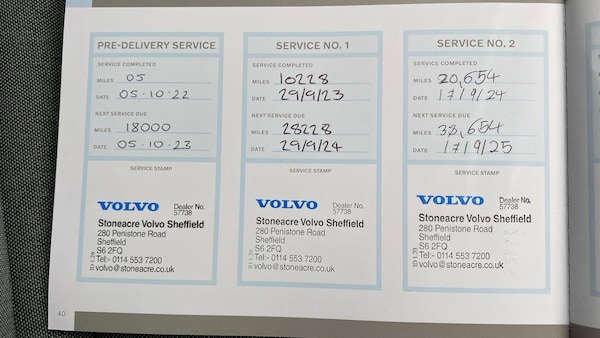 PRE-DELIVERY SERVICE
SERVICE COMPLETED
MILES 05
DATE 05·10·22
NEXT SERVICE DUE
MILES 18000
DATE 05·10·23
SERVICE STAMP
VOLVO Dealer No.
57738
Stoneacre Volvo Sheffield
280 Penistone Road
Sheffield
S6 2FQ
Tel:- 0114 553 7200
volvo@stoneacre.co.uk
SERVICE NO. 1
SERVICE COMPLETED
MILES 10228
DATE 29/9/23
NEXT SERVICE DUE
MILES 28228
DATE 29/9/24
SERVICE STAMP
VOLVO Dealer No.
57738
Stoneacre Volvo Sheffield
280 Penistone Road
Sheffield
S6 2FQ
Tel:- 0114 553 7200
volvo@stoneacre.co.uk
SERVICE NO. 2
SERVICE COMPLETED
MILES 20,654
DATE 17/9/24
NEXT SERVICE DUE
MILES 38,654
DATE 17/9/25
SERVICE STAMP
VOLVO Dealer No.
57738
Stoneacre Volvo Sheffield
280 Penistone Road
Sheffield
S6 2FQ
Tel:- 0114 553 7200
volvo@stoneacre.co.uk
40